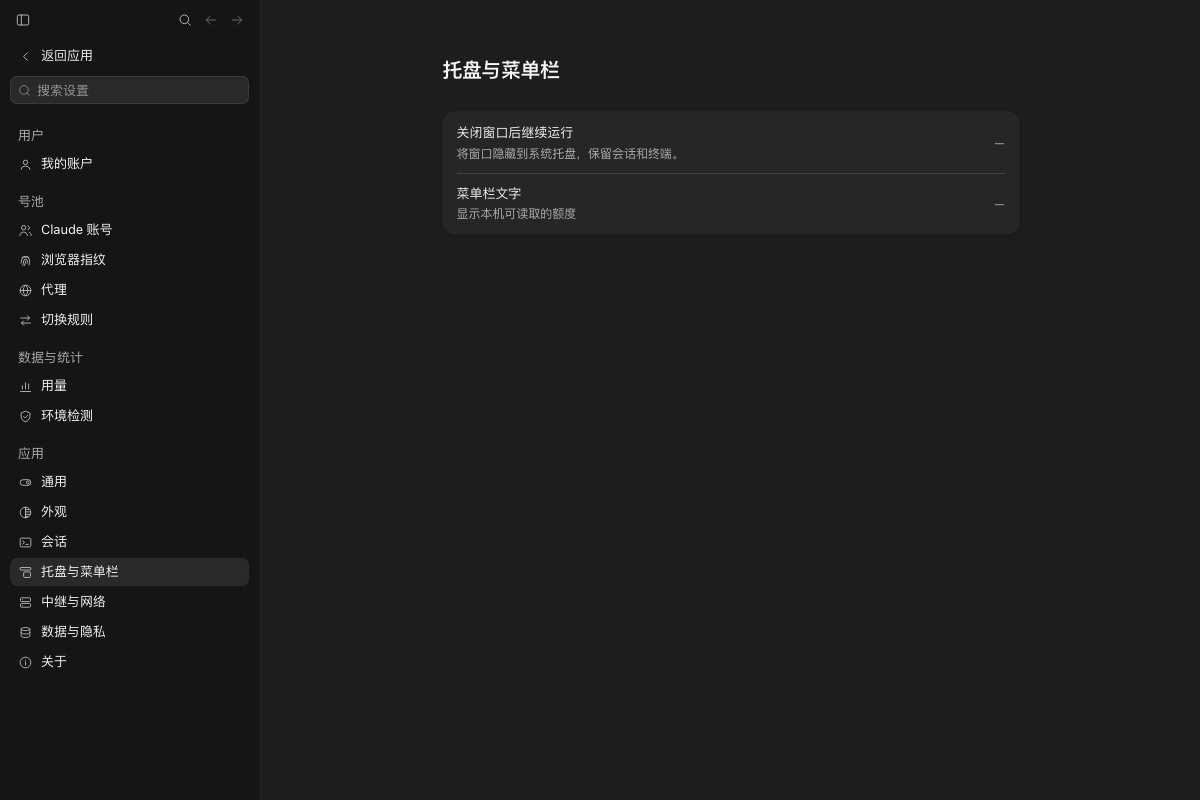 返回应用
搜索设置
用户
我的账户
号池
Claude 账号
浏览器指纹
代理
切换规则
数据与统计
用量
环境检测
应用
通用
外观
会话
托盘与菜单栏
中继与网络
数据与隐私
关于
托盘与菜单栏
关闭窗口后继续运行
将窗口隐藏到系统托盘，保留会话和终端。
—
菜单栏文字
显示本机可读取的额度
—